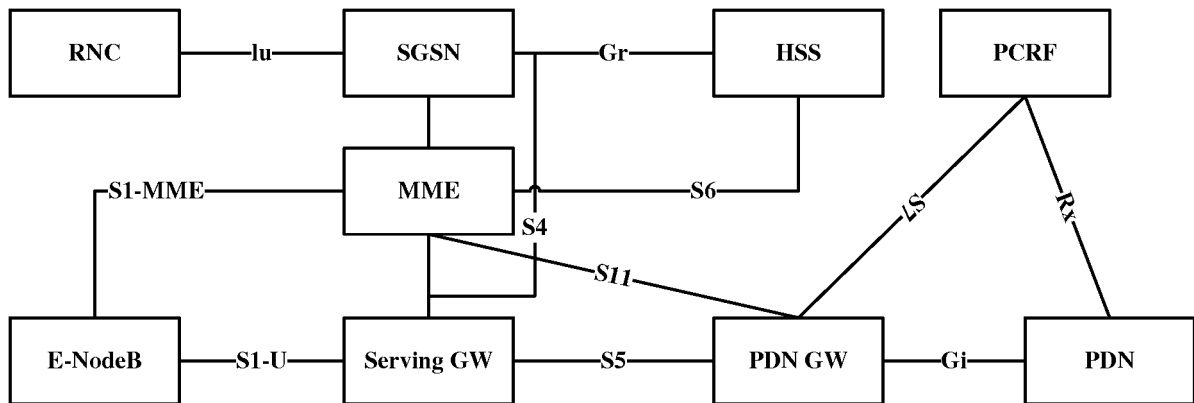 RNC
Iu
SGSN
Gr
HSS
PCRF
S1-MME
MME
S6
S7
Rx
S4
S11
E-NodeB
S1-U
Serving GW
S5
PDN GW
Gi
PDN